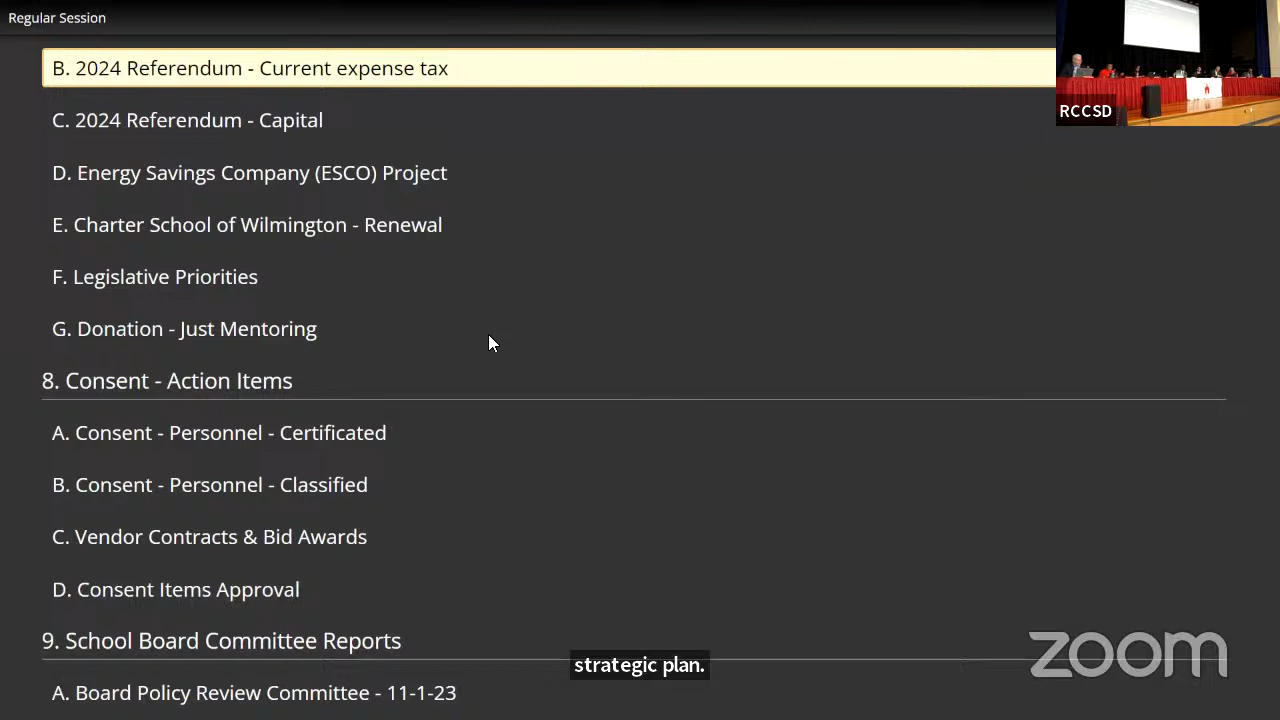 Regular Session
B. 2024 Referendum - Current expense tax
RCCSD
C. 2024 Referendum - Capital
D. Energy Savings Company (ESCO) Project
E. Charter School of Wilmington - Renewal
F. Legislative Priorities
G. Donation - Just Mentoring
8. Consent - Action Items
A. Consent - Personnel - Certificated
B. Consent - Personnel - Classified
C. Vendor Contracts & Bid Awards
D. Consent Items Approval
9. School Board Committee Reports
zoom
strategic plan.
A. Board Policy Review Committee - 11-1-23